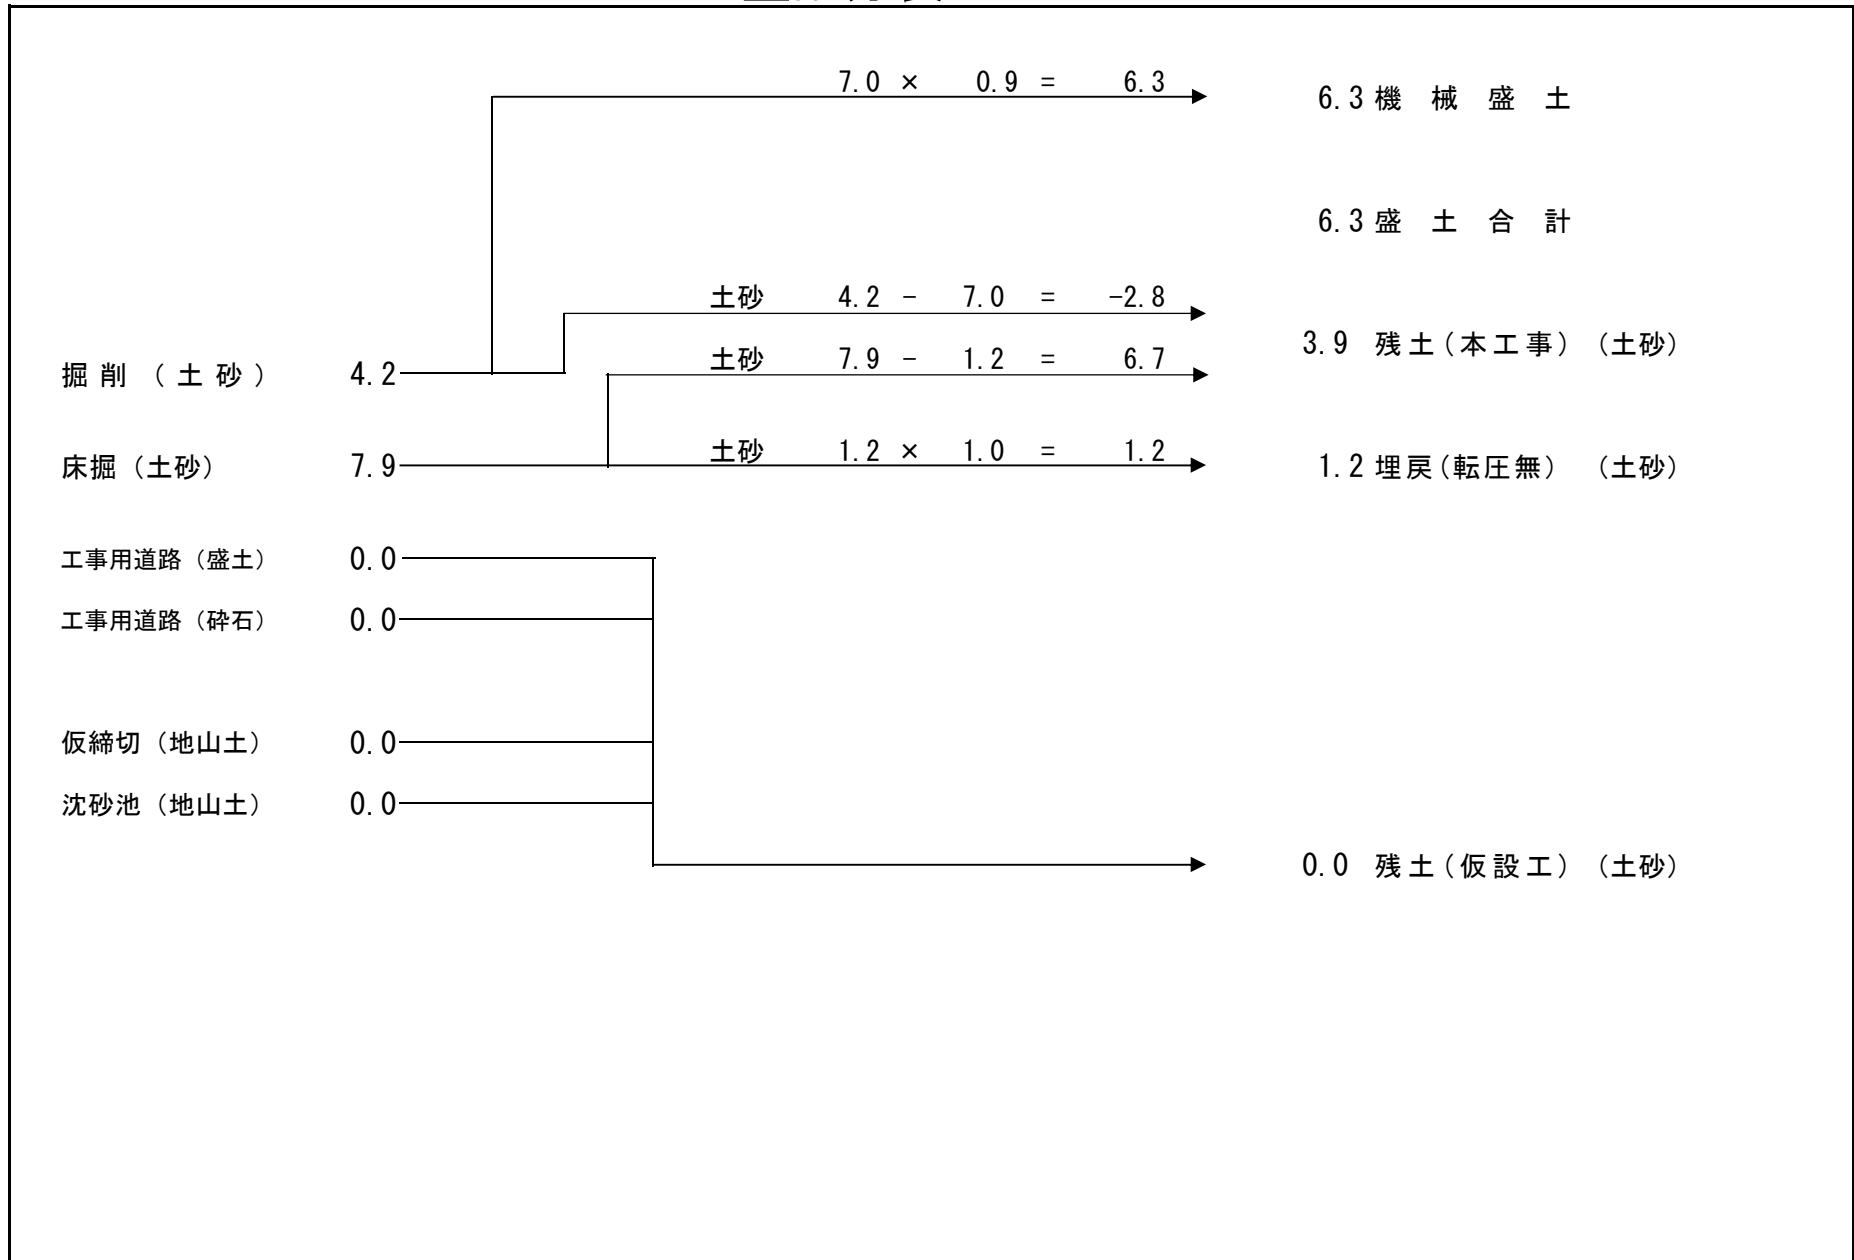 7.0 × 0.9 = 6.3
6.3 機 械 盛 土
6.3 盛 土 合 計
土砂 4.2 - 7.0 = -2.8
3.9 残土(本工事) (土砂)
掘削 (土砂) 4.2
土砂 7.9 - 1.2 = 6.7
床掘(土砂) 7.9
土砂 1.2 × 1.0 = 1.2
1.2 埋戻(転圧無) (土砂)
工事用道路(盛土) 0.0
工事用道路(砕石) 0.0
仮締切(地山土) 0.0
沈砂池(地山土) 0.0
0.0 残土(仮設工) (土砂)